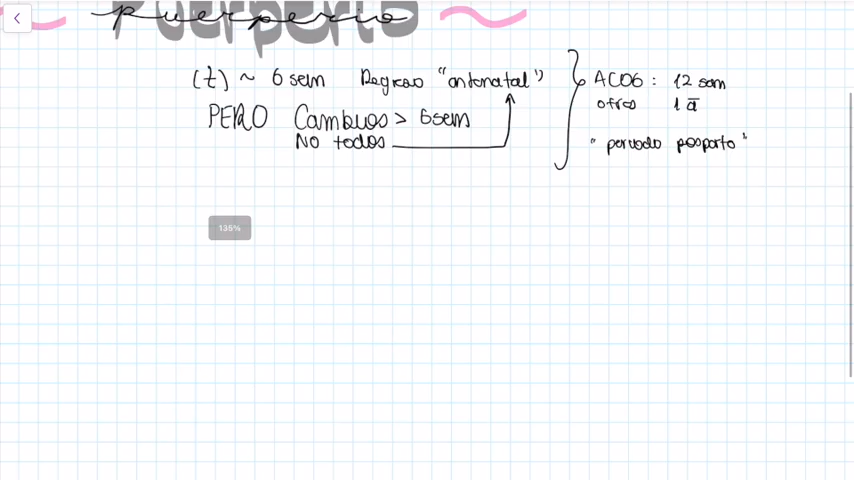 puerperio
(t) ~ 6 sem Regreso "antenatal"
PERO Cambios > 6sem
No todos
ACOG: 12 sem
otros 1 a
"periodo posparto"
135%